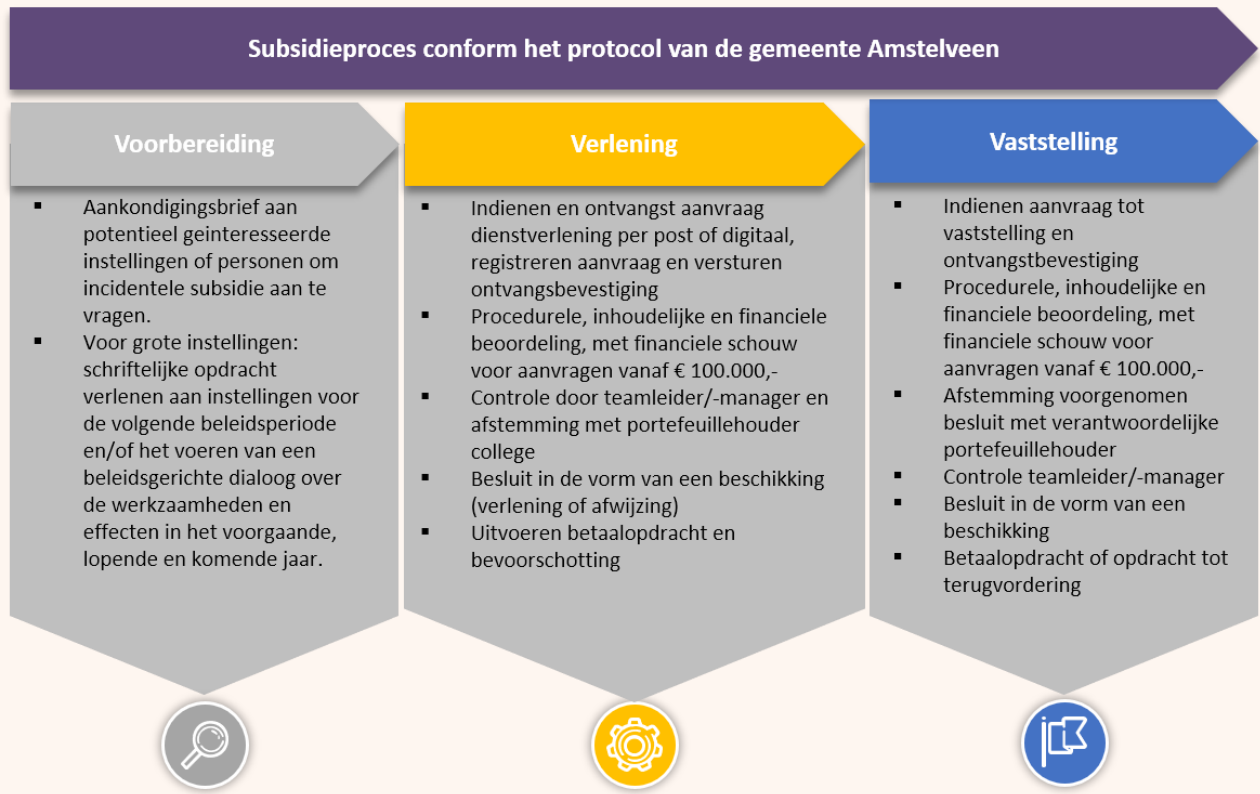 Subsidieproces conform het protocol van de gemeente Amstelveen
Voorbereiding
▪ Aankondigingsbrief aan
potentieel geinteresseerde
instellingen of personen om
incidentele subsidie aan te
vragen.
▪ Voor grote instellingen:
schriftelijke opdracht
verlenen aan instellingen voor
de volgende beleidsperiode
en/of het voeren van een
beleidsgerichte dialoog over
de werkzaamheden en
effecten in het voorgaande,
lopende en komende jaar.
Verlening
▪ Indienen en ontvangst aanvraag
dienstverlening per post of digitaal,
registreren aanvraag en versturen
ontvangsbevestiging
▪ Procedurele, inhoudelijke en financiele
beoordeling, met financiele schouw
voor aanvragen vanaf € 100.000,-
▪ Controle door teamleider/-manager en
afstemming met portefeuillehouder
college
▪ Besluit in de vorm van een beschikking
(verlening of afwijzing)
▪ Uitvoeren betaalopdracht en
bevoorschotting
Vaststelling
▪ Indienen aanvraag tot
vaststelling en
ontvangstbevestiging
▪ Procedurele, inhoudelijke en
financiele beoordeling, met
financiele schouw voor
aanvragen vanaf € 100.000,-
▪ Afstemming voorgenomen
besluit met verantwoordelijke
portefeuillehouder
▪ Controle teamleider/-manager
▪ Besluit in de vorm van een
beschikking
▪ Betaalopdracht of opdracht tot
terugvordering